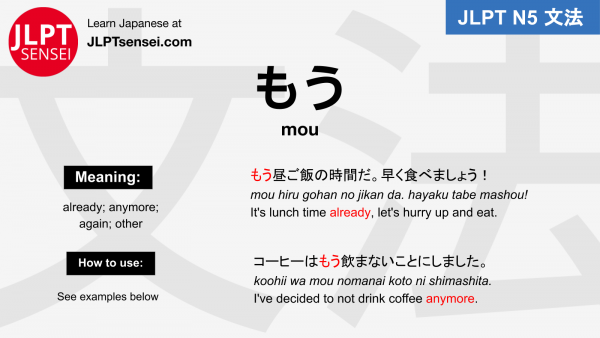 JLPT
SENSEI
Learn Japanese at
JLPTsensei.com
JLPT N5 文法
文法
もう
mou
Meaning:
already; anymore;
again; other
How to use:
See examples below
もう昼ご飯の時間だ。早く食べましょう！
mou hiru gohan no jikan da. hayaku tabe mashou!
It's lunch time already, let's hurry up and eat.
コーヒーはもう飲まないことにしました。
koohii wa mou nomanai koto ni shimashita.
I've decided to not drink coffee anymore.